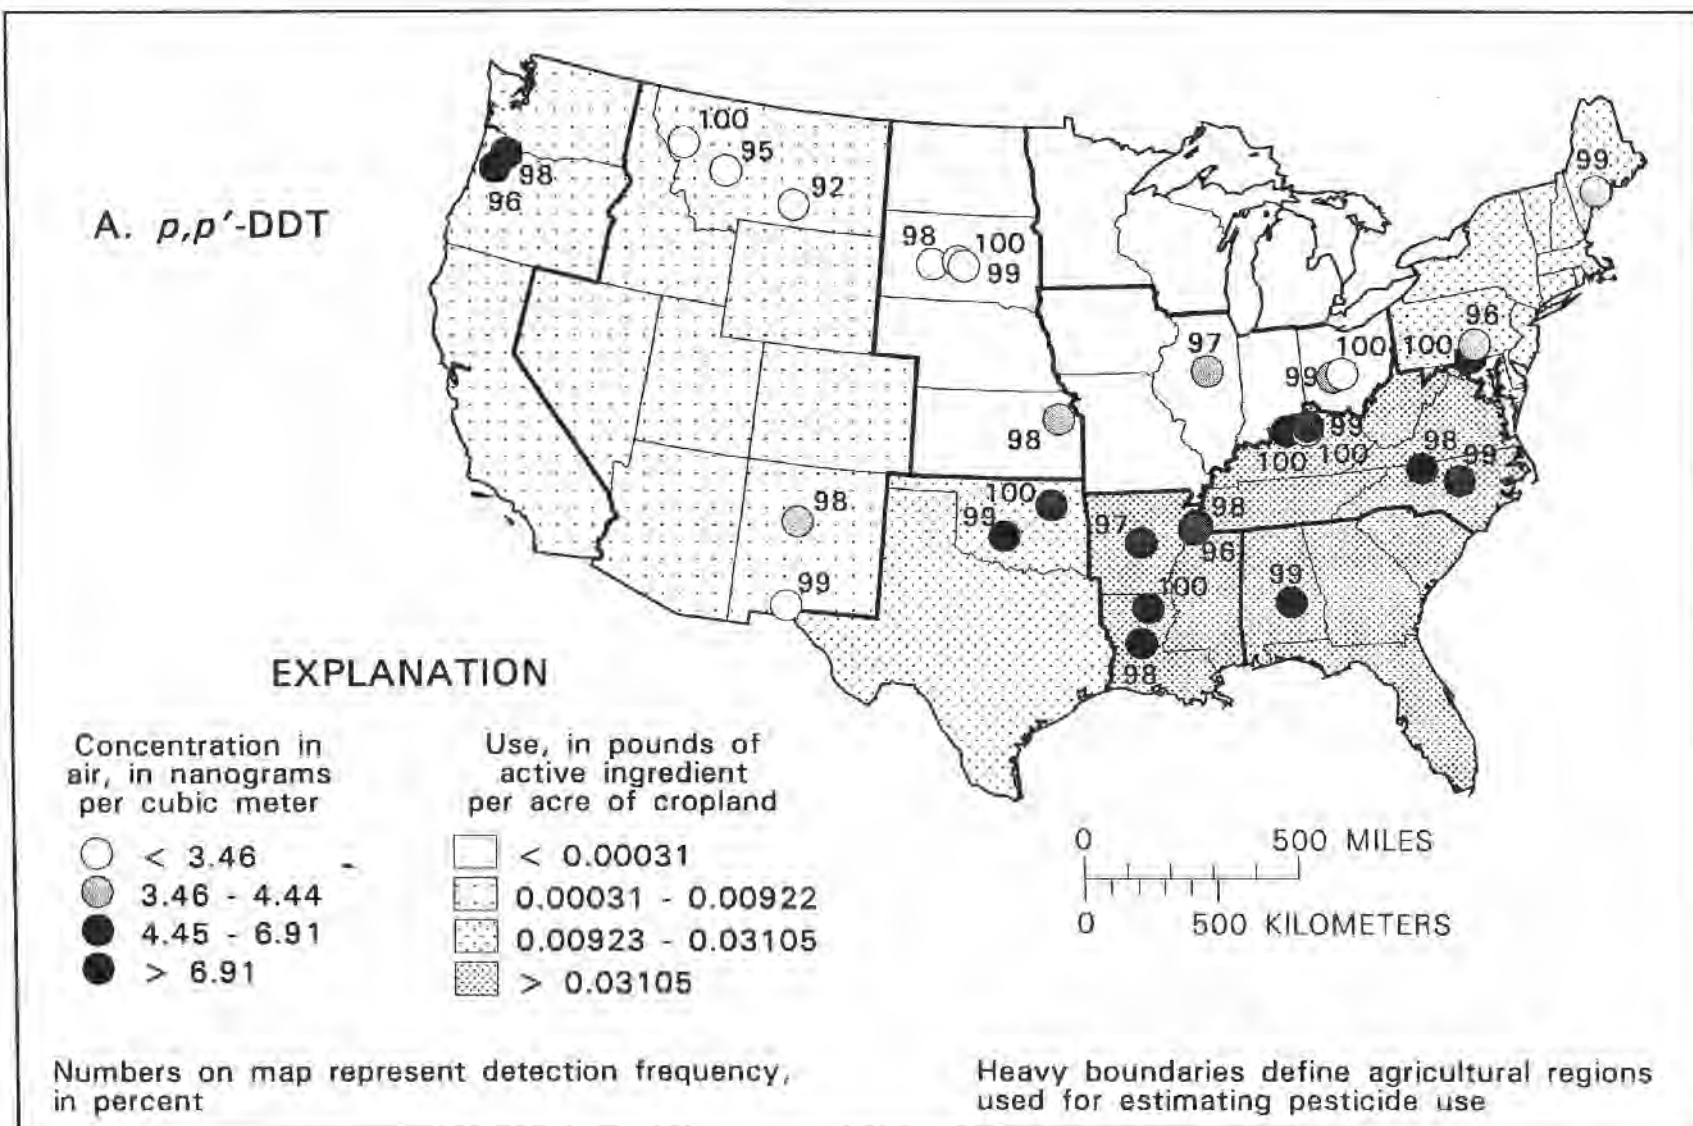 100
95
92
98
96
A. p,p′-DDT
99
98
100
99
96
97
100
100
99
98
99
100
100
98
99
98
100
99
97
98
96
98
99
100
99
98
EXPLANATION
Concentration in
air, in nanograms
per cubic meter
< 3.46
3.46 - 4.44
4.45 - 6.91
> 6.91
Use, in pounds of
active ingredient
per acre of cropland
< 0.00031
0.00031 - 0.00922
0.00923 - 0.03105
> 0.03105
0 500 MILES
0 500 KILOMETERS
Numbers on map represent detection frequency,
in percent
Heavy boundaries define agricultural regions
used for estimating pesticide use